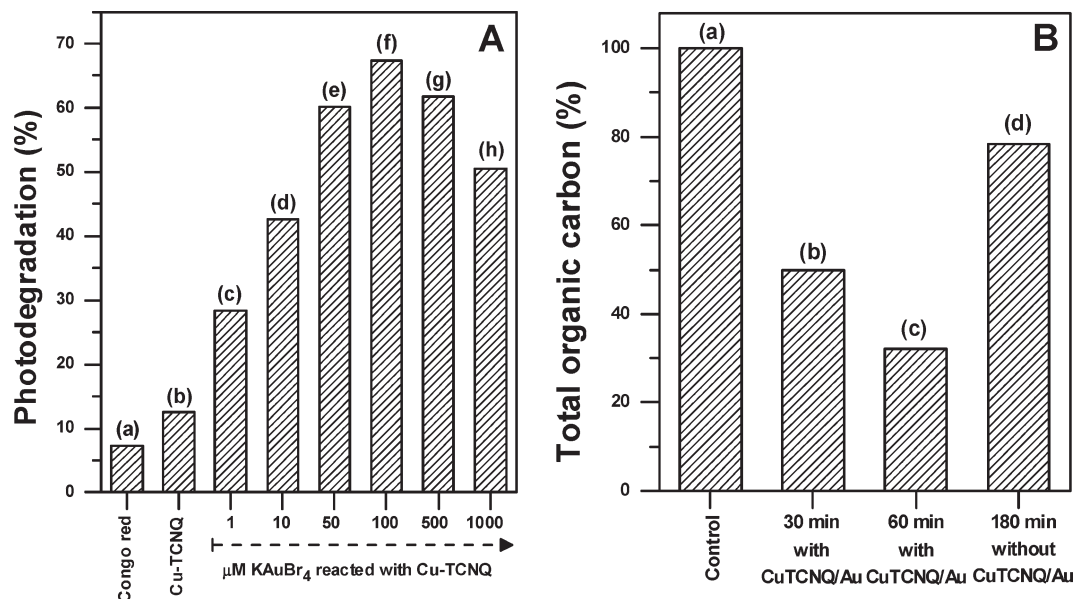 A
Photodegradation (%)
70
60
50
40
30
20
10
0
(a)
(b)
(c)
(d)
(e)
(f)
(g)
(h)
Congo red
Cu-TCNQ
1 10 50 100 500 1000
μM KAuBr4 reacted with Cu-TCNQ
B
Total organic carbon (%)
100
80
60
40
20
0
(a)
(b)
(c)
(d)
Control
30 min
with
CuTCNQ/Au
60 min
with
CuTCNQ/Au
180 min
without
CuTCNQ/Au